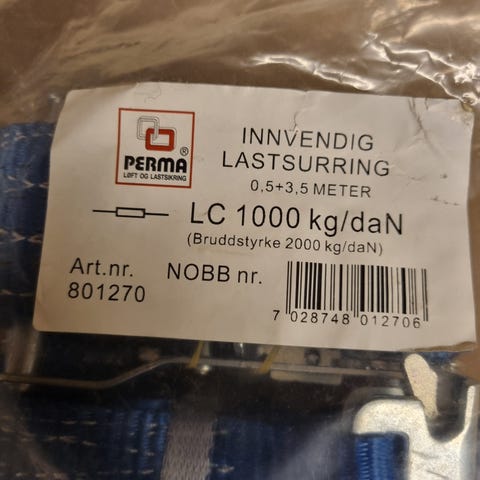 PERMA®
LØFT OG LASTSIKRING
INNVENDIG
LASTSURRING
0,5+3,5 METER
LC 1000 kg/daN
(Bruddstyrke 2000 kg/daN)
Art.nr. NOBB nr.
801270
7 028748 012706